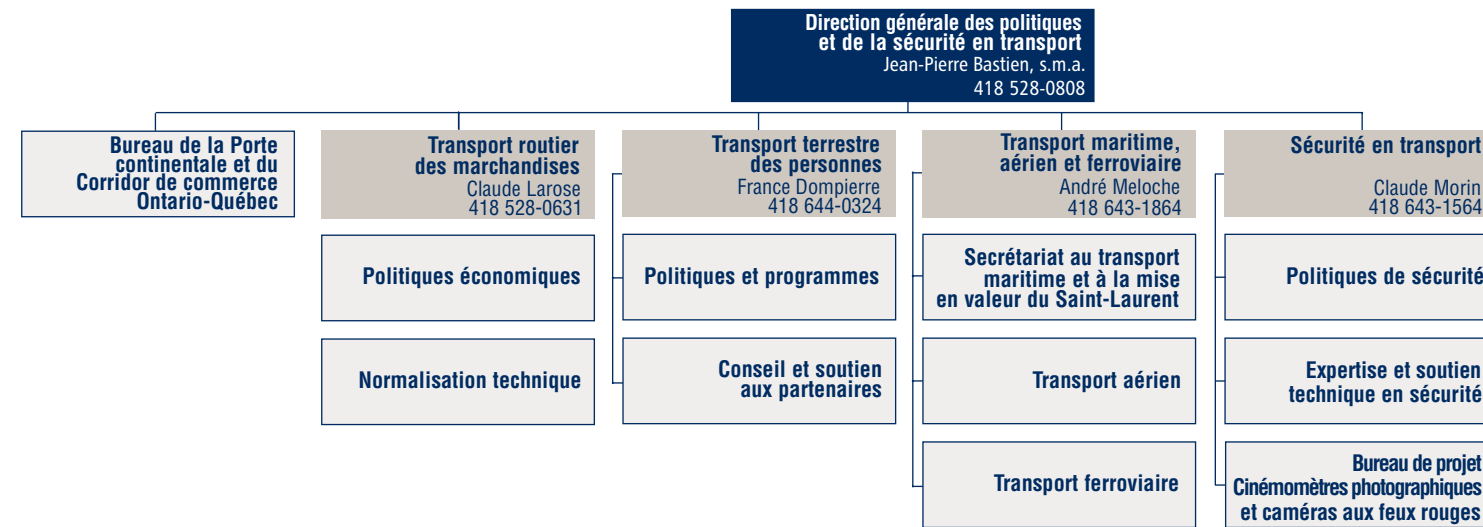 Direction générale des politiques
et de la sécurité en transport
Jean-Pierre Bastien, s.m.a.
418 528-0808
Bureau de la Porte
continentale et du
Corridor de commerce
Ontario-Québec
Transport routier
des marchandises
Claude Larose
418 528-0631
Politiques économiques
Normalisation technique
Transport terrestre
des personnes
France Dompierre
418 644-0324
Politiques et programmes
Conseil et soutien
aux partenaires
Transport maritime,
aérien et ferroviaire
André Meloche
418 643-1864
Secrétariat au transport
maritime et à la mise
en valeur du Saint-Laurent
Transport aérien
Transport ferroviaire
Sécurité en transport
Claude Morin
418 643-1564
Politiques de sécurité
Expertise et soutien
technique en sécurité
Bureau de projet
Cinémomètres photographiques
et caméras aux feux rouges